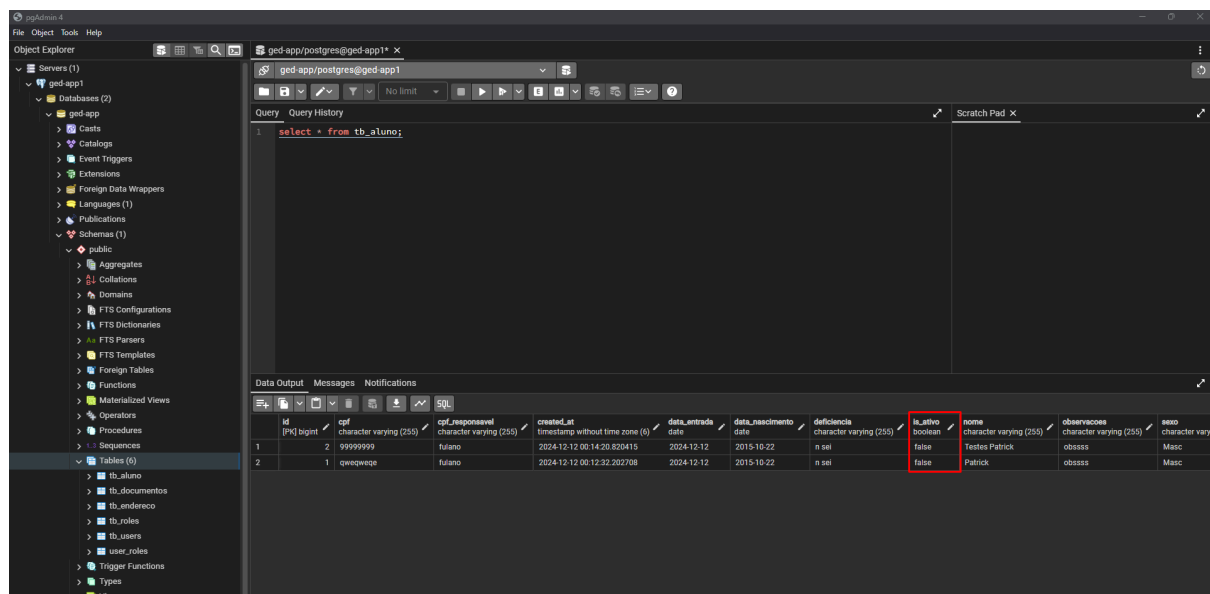 pgAdmin 4
File Object Tools Help
Object Explorer
ged-app/postgres@ged-app1*
Servers (1)
ged-app1
Databases (2)
ged-app
Casts
Catalogs
Event Triggers
Extensions
Foreign Data Wrappers
Languages (1)
Publications
Schemas (1)
public
Aggregates
Collations
Domains
FTS Configurations
FTS Dictionaries
FTS Parsers
FTS Templates
Foreign Tables
Functions
Materialized Views
Operators
Procedures
1..3 Sequences
Tables (6)
tb_aluno
tb_documentos
tb_endereco
tb_roles
tb_users
user_roles
Trigger Functions
Types
ged-app/postgres@ged-app1
No limit
Query Query History
Scratch Pad
1 select * from tb_aluno;
Data Output Messages Notifications
SQL
id cpf cpf_responsavel created_at data_entrada data_nascimento deficiencia is_ativo nome observacoes sexo
[PK] bigint character varying (255) character varying (255) timestamp without time zone (6) date date character varying (255) boolean character varying (255) character varying (255) character vary
1 2 99999999 fulano 2024-12-12 00:14:20.820415 2024-12-12 2015-10-22 n sei false Testes Patrick obssss Masc
2 1 qweqweqe fulano 2024-12-12 00:12:32.202708 2024-12-12 2015-10-22 n sei false Patrick obssss Masc